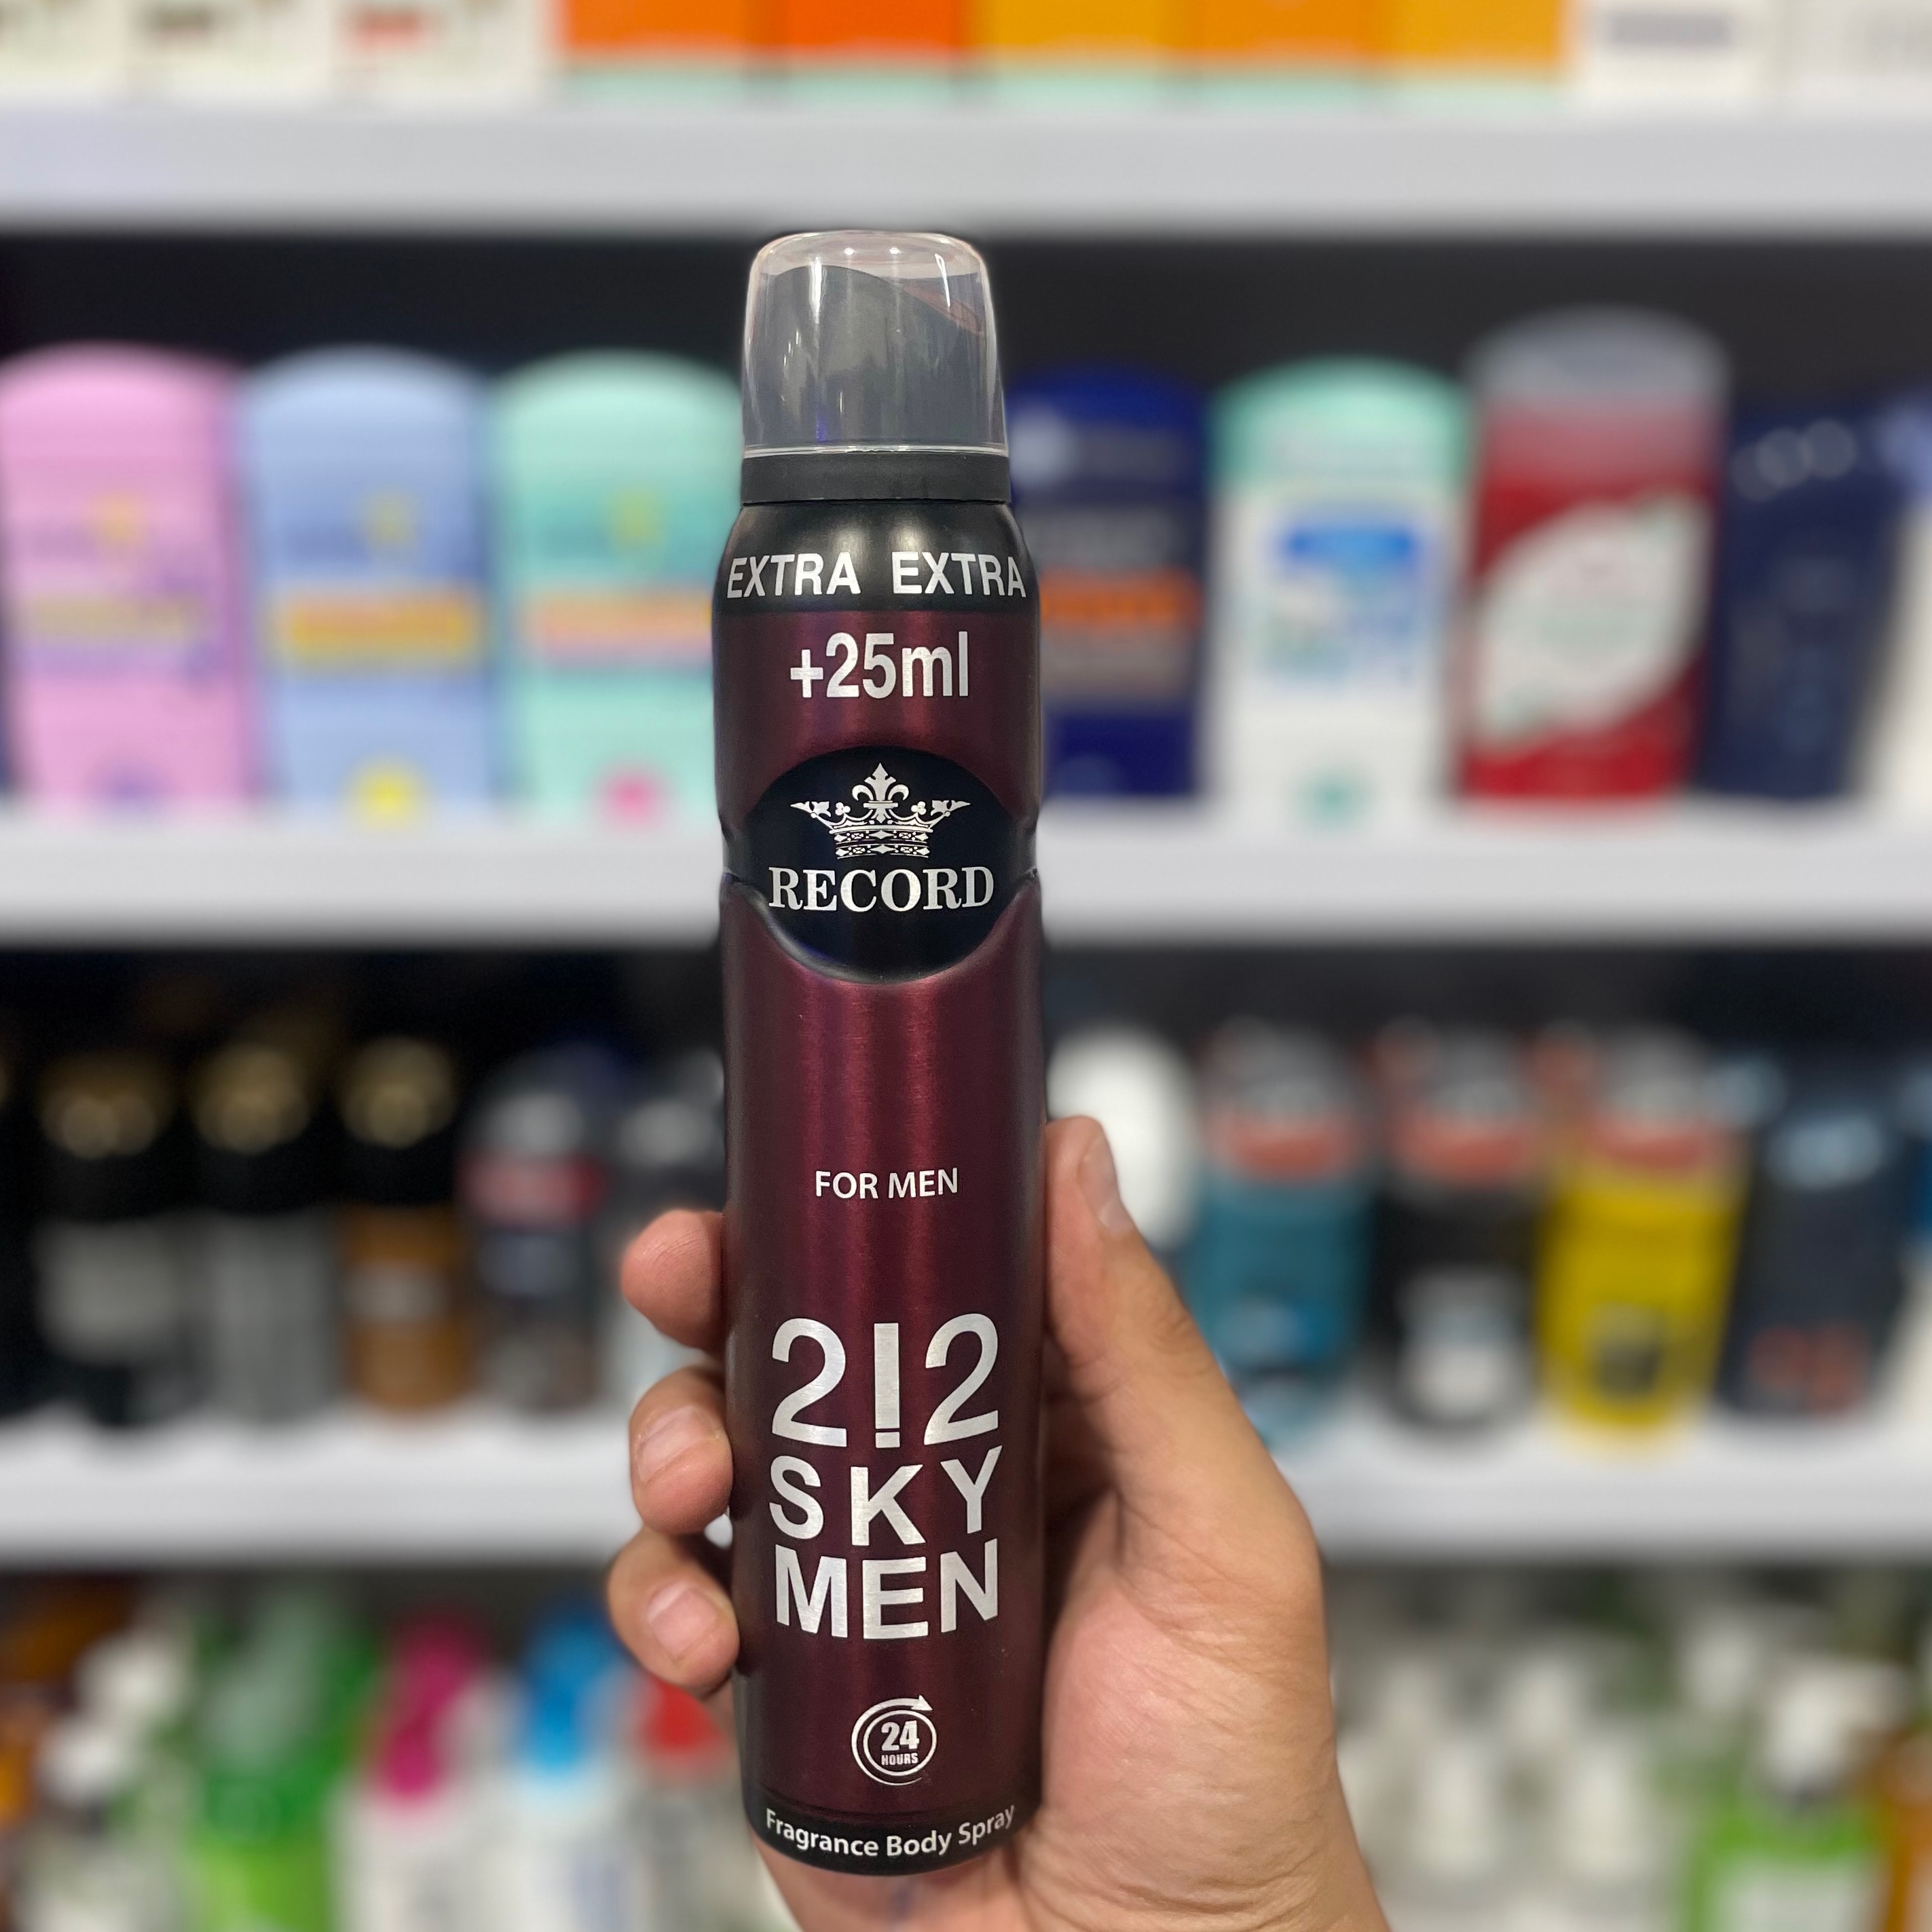 EXTRA EXTRA
+25ml
RECORD
FOR MEN
2!2
SKY
MEN
24
HOURS
Fragrance Body Spray